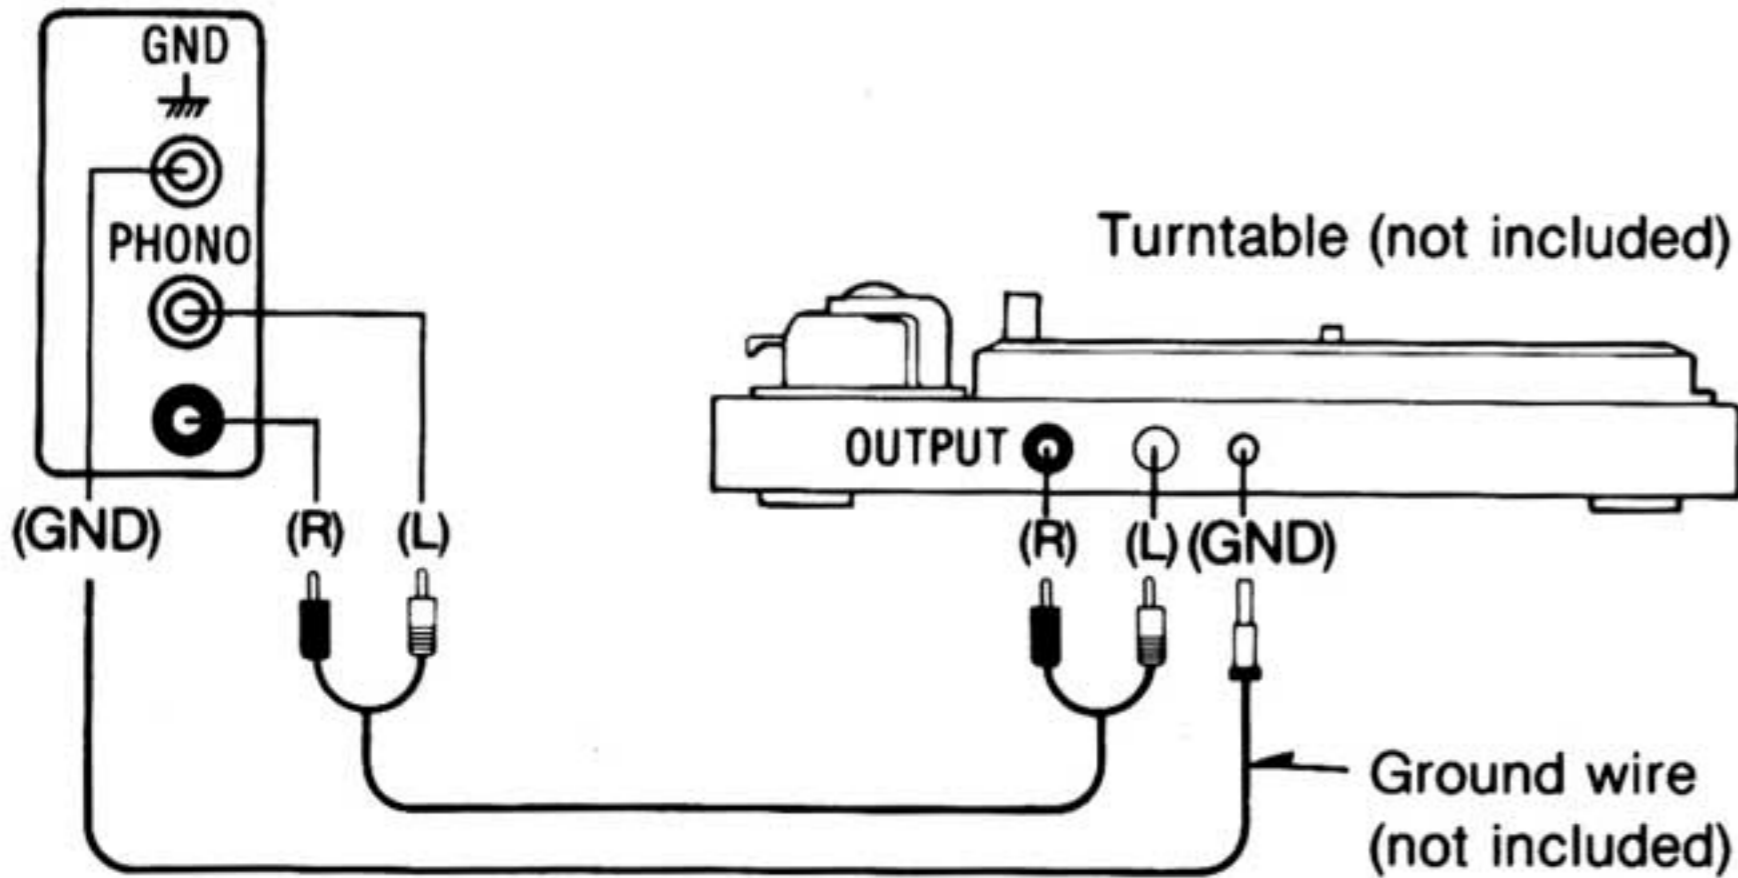 GND
PHONO
(GND)
(R)
(L)
Turntable (not included)
OUTPUT
(R)
(L)
(GND)
Ground wire
(not included)